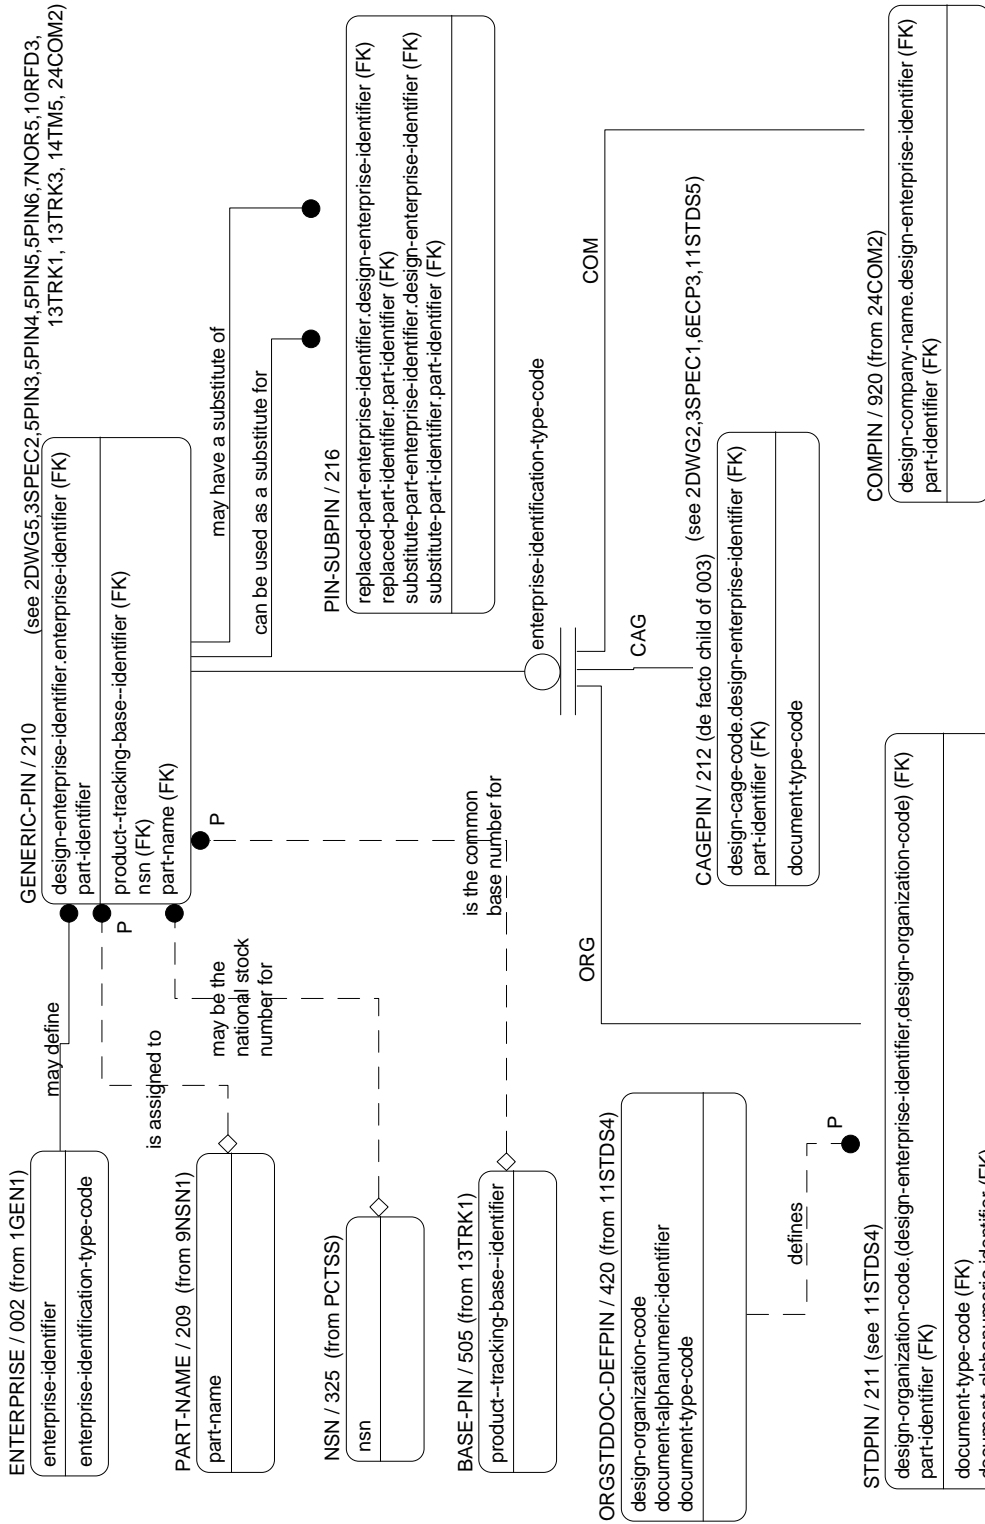 ENTERPRISE / 002 (from 1GEN1)
enterprise-identifier
enterprise-identification-type-code
may define
GENERIC-PIN / 210
(see 2DWG5,3SPEC2,5PIN3,5PIN4,5PIN5,5PIN6,7NOR5,10RFD3,
13TRK1, 13TRK3, 14TM5, 24COM2)
design-enterprise-identifier.enterprise-identifier (FK)
part-identifier
product--tracking-base--identifier (FK)
nsn (FK)
part-name (FK)
P
P
may have a substitute of
can be used as a substitute for
PART-NAME / 209 (from 9NSN1)
part-name
is assigned to
NSN / 325 (from PCTSS)
nsn
may be the
national stock
number for
PIN-SUBPIN / 216
replaced-part-enterprise-identifier.design-enterprise-identifier (FK)
replaced-part-identifier.part-identifier (FK)
substitute-part-enterprise-identifier.design-enterprise-identifier (FK)
substitute-part-identifier.part-identifier (FK)
BASE-PIN / 505 (from 13TRK1)
product--tracking-base--identifier
is the common
base number for
enterprise-identification-type-code
ORG
CAG
COM
ORGSTDDOC-DEFPIN / 420 (from 11STDS4)
design-organization-code
document-alphanumeric-identifier
document-type-code
defines
P
CAGEPIN / 212 (de facto child of 003)
(see 2DWG2,3SPEC1,6ECP3,11STDS5)
design-cage-code.design-enterprise-identifier (FK)
part-identifier (FK)
document-type-code
STDPIN / 211 (see 11STDS4)
design-organization-code.(design-enterprise-identifier,design-organization-code) (FK)
part-identifier (FK)
document-type-code (FK)
document-alphanumeric-identifier (FK)
COMPIN / 920 (from 24COM2)
design-company-name.design-enterprise-identifier (FK)
part-identifier (FK)